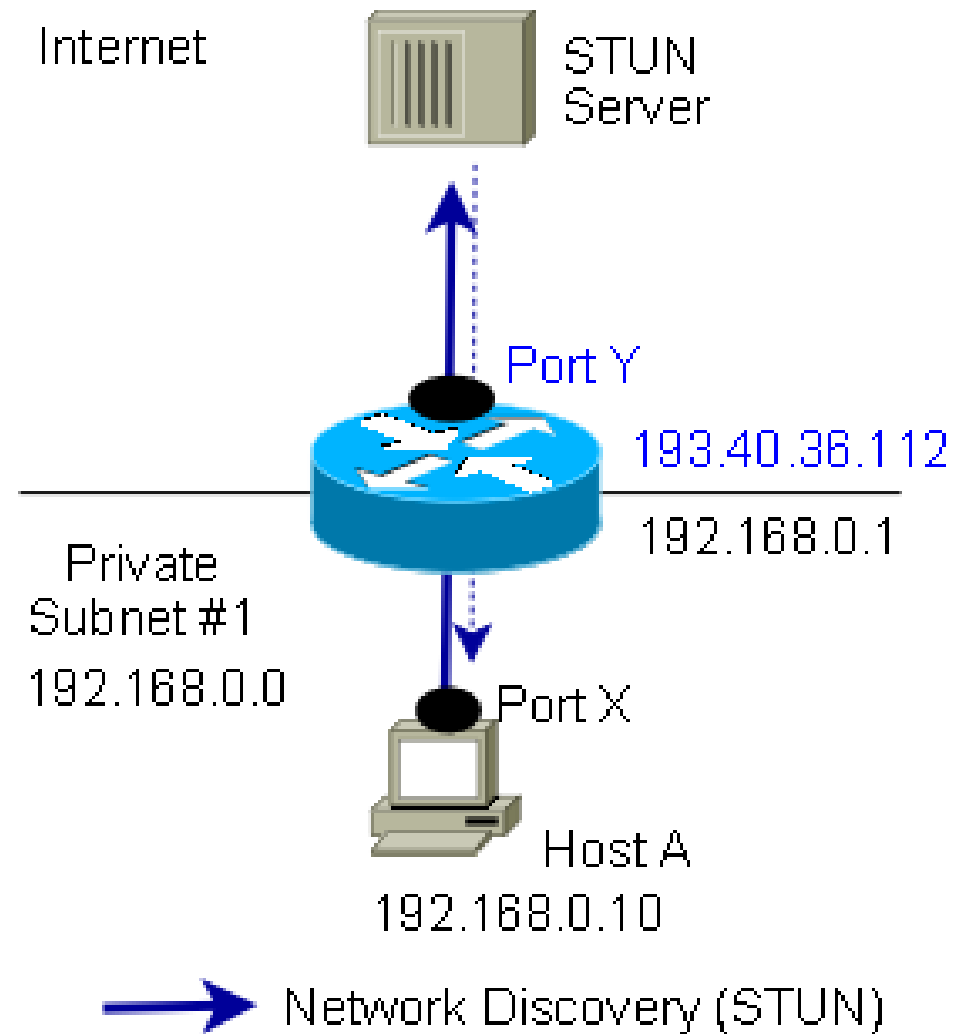 Internet
STUN
Server
Port Y
193.40.36.112
192.168.0.1
Private
Subnet #1
192.168.0.0
Port X
Host A
192.168.0.10
Network Discovery (STUN)